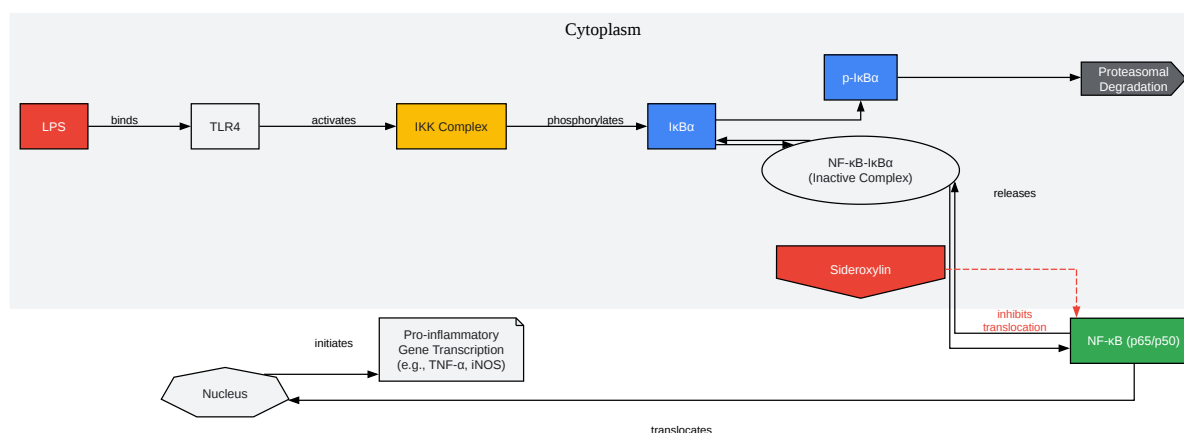 Cytoplasm
LPS
binds
TLR4
activates
IKK Complex
phosphorylates
IκBα
p-IκBα
Proteasomal
Degradation
NF-κB-IκBα
(Inactive Complex)
releases
Sideroxylin
inhibits
translocation
NF-κB (p65/p50)
Pro-inflammatory
Gene Transcription
(e.g., TNF-α, iNOS)
initiates
Nucleus
translocates